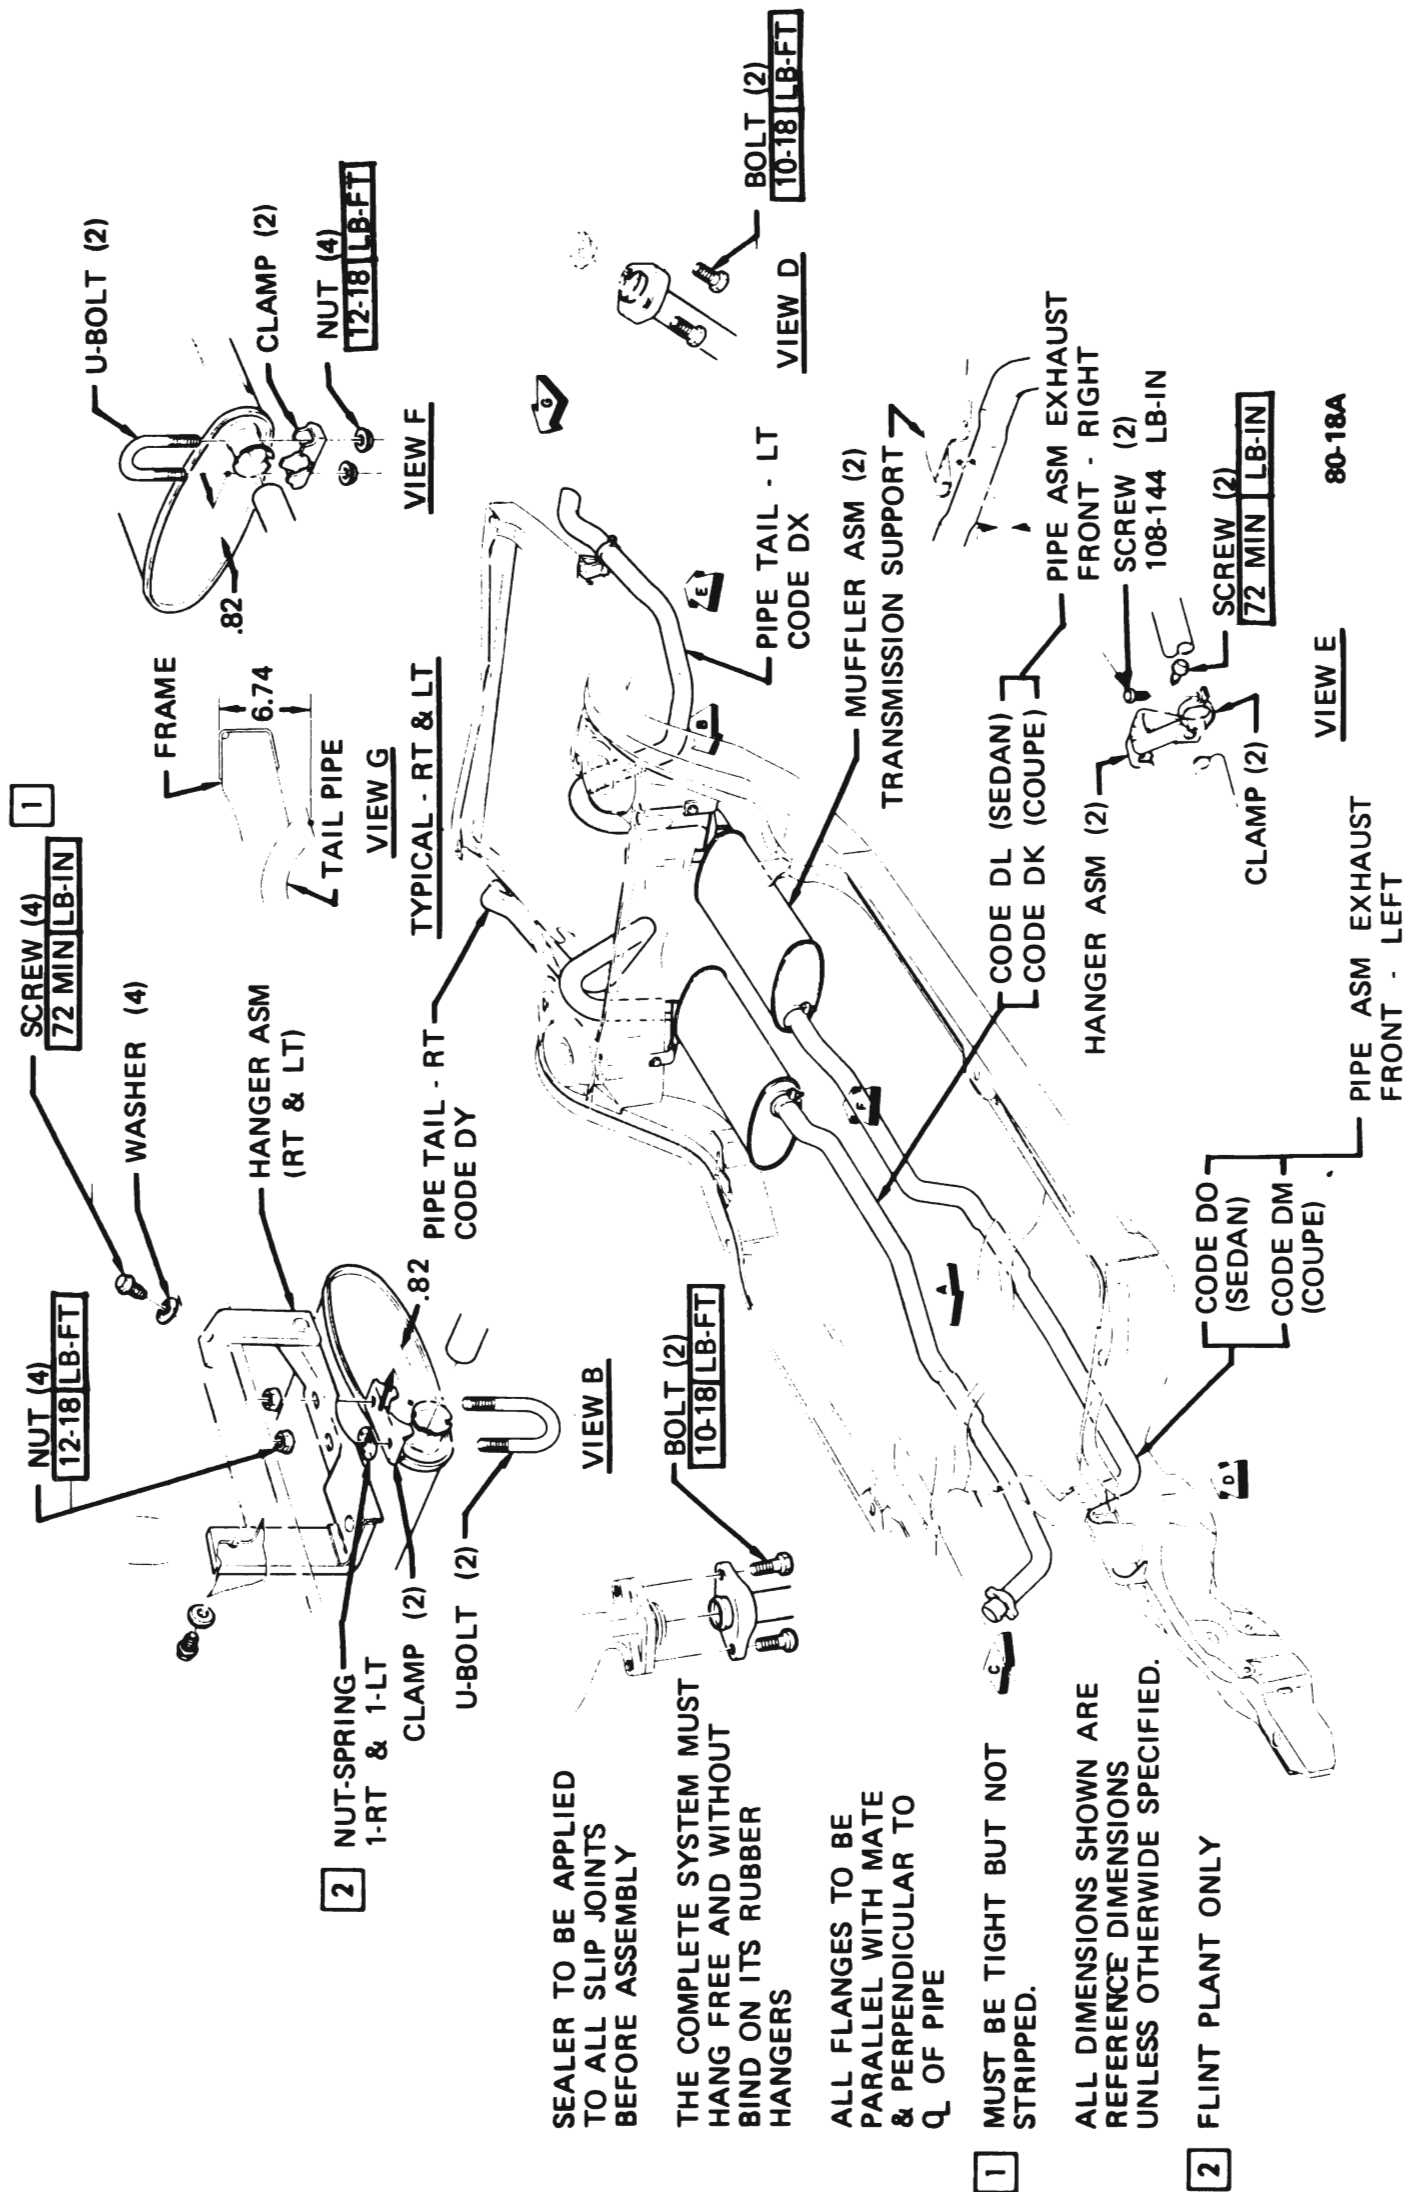 1
SCREW (4)
72 MIN LB-IN
WASHER (4)
NUT (4)
12-18 LB-FT
HANGER ASM
(RT & LT)
2
NUT-SPRING
1-RT & 1-LT
CLAMP (2)
U-BOLT (2)
.82
VIEW B
FRAME
6.74
TAIL PIPE
VIEW G
TYPICAL - RT & LT
U-BOLT (2)
CLAMP (2)
NUT (4)
12-18 LB-FT
.82
VIEW F
PIPE TAIL - RT
CODE DY
G
BOLT (2)
10-18 LB-FT
VIEW D
BOLT (2)
10-18 LB-FT
C
E
B
F
A
C
D
PIPE TAIL - LT
CODE DX
MUFFLER ASM (2)
TRANSMISSION SUPPORT
CODE DL (SEDAN)
CODE DK (COUPE)
PIPE ASM EXHAUST
FRONT - RIGHT
HANGER ASM (2)
SCREW (2)
108-144 LB-IN
SCREW (2)
72 MIN LB-IN
CLAMP (2)
VIEW E
CODE DO
(SEDAN)
CODE DM
(COUPE)
PIPE ASM EXHAUST
FRONT - LEFT
80-18A
SEALER TO BE APPLIED
TO ALL SLIP JOINTS
BEFORE ASSEMBLY
THE COMPLETE SYSTEM MUST
HANG FREE AND WITHOUT
BIND ON ITS RUBBER
HANGERS
ALL FLANGES TO BE
PARALLEL WITH MATE
& PERPENDICULAR TO
℄ OF PIPE
1 MUST BE TIGHT BUT NOT
STRIPPED.
ALL DIMENSIONS SHOWN ARE
REFERENCE DIMENSIONS
UNLESS OTHERWIDE SPECIFIED.
2 FLINT PLANT ONLY